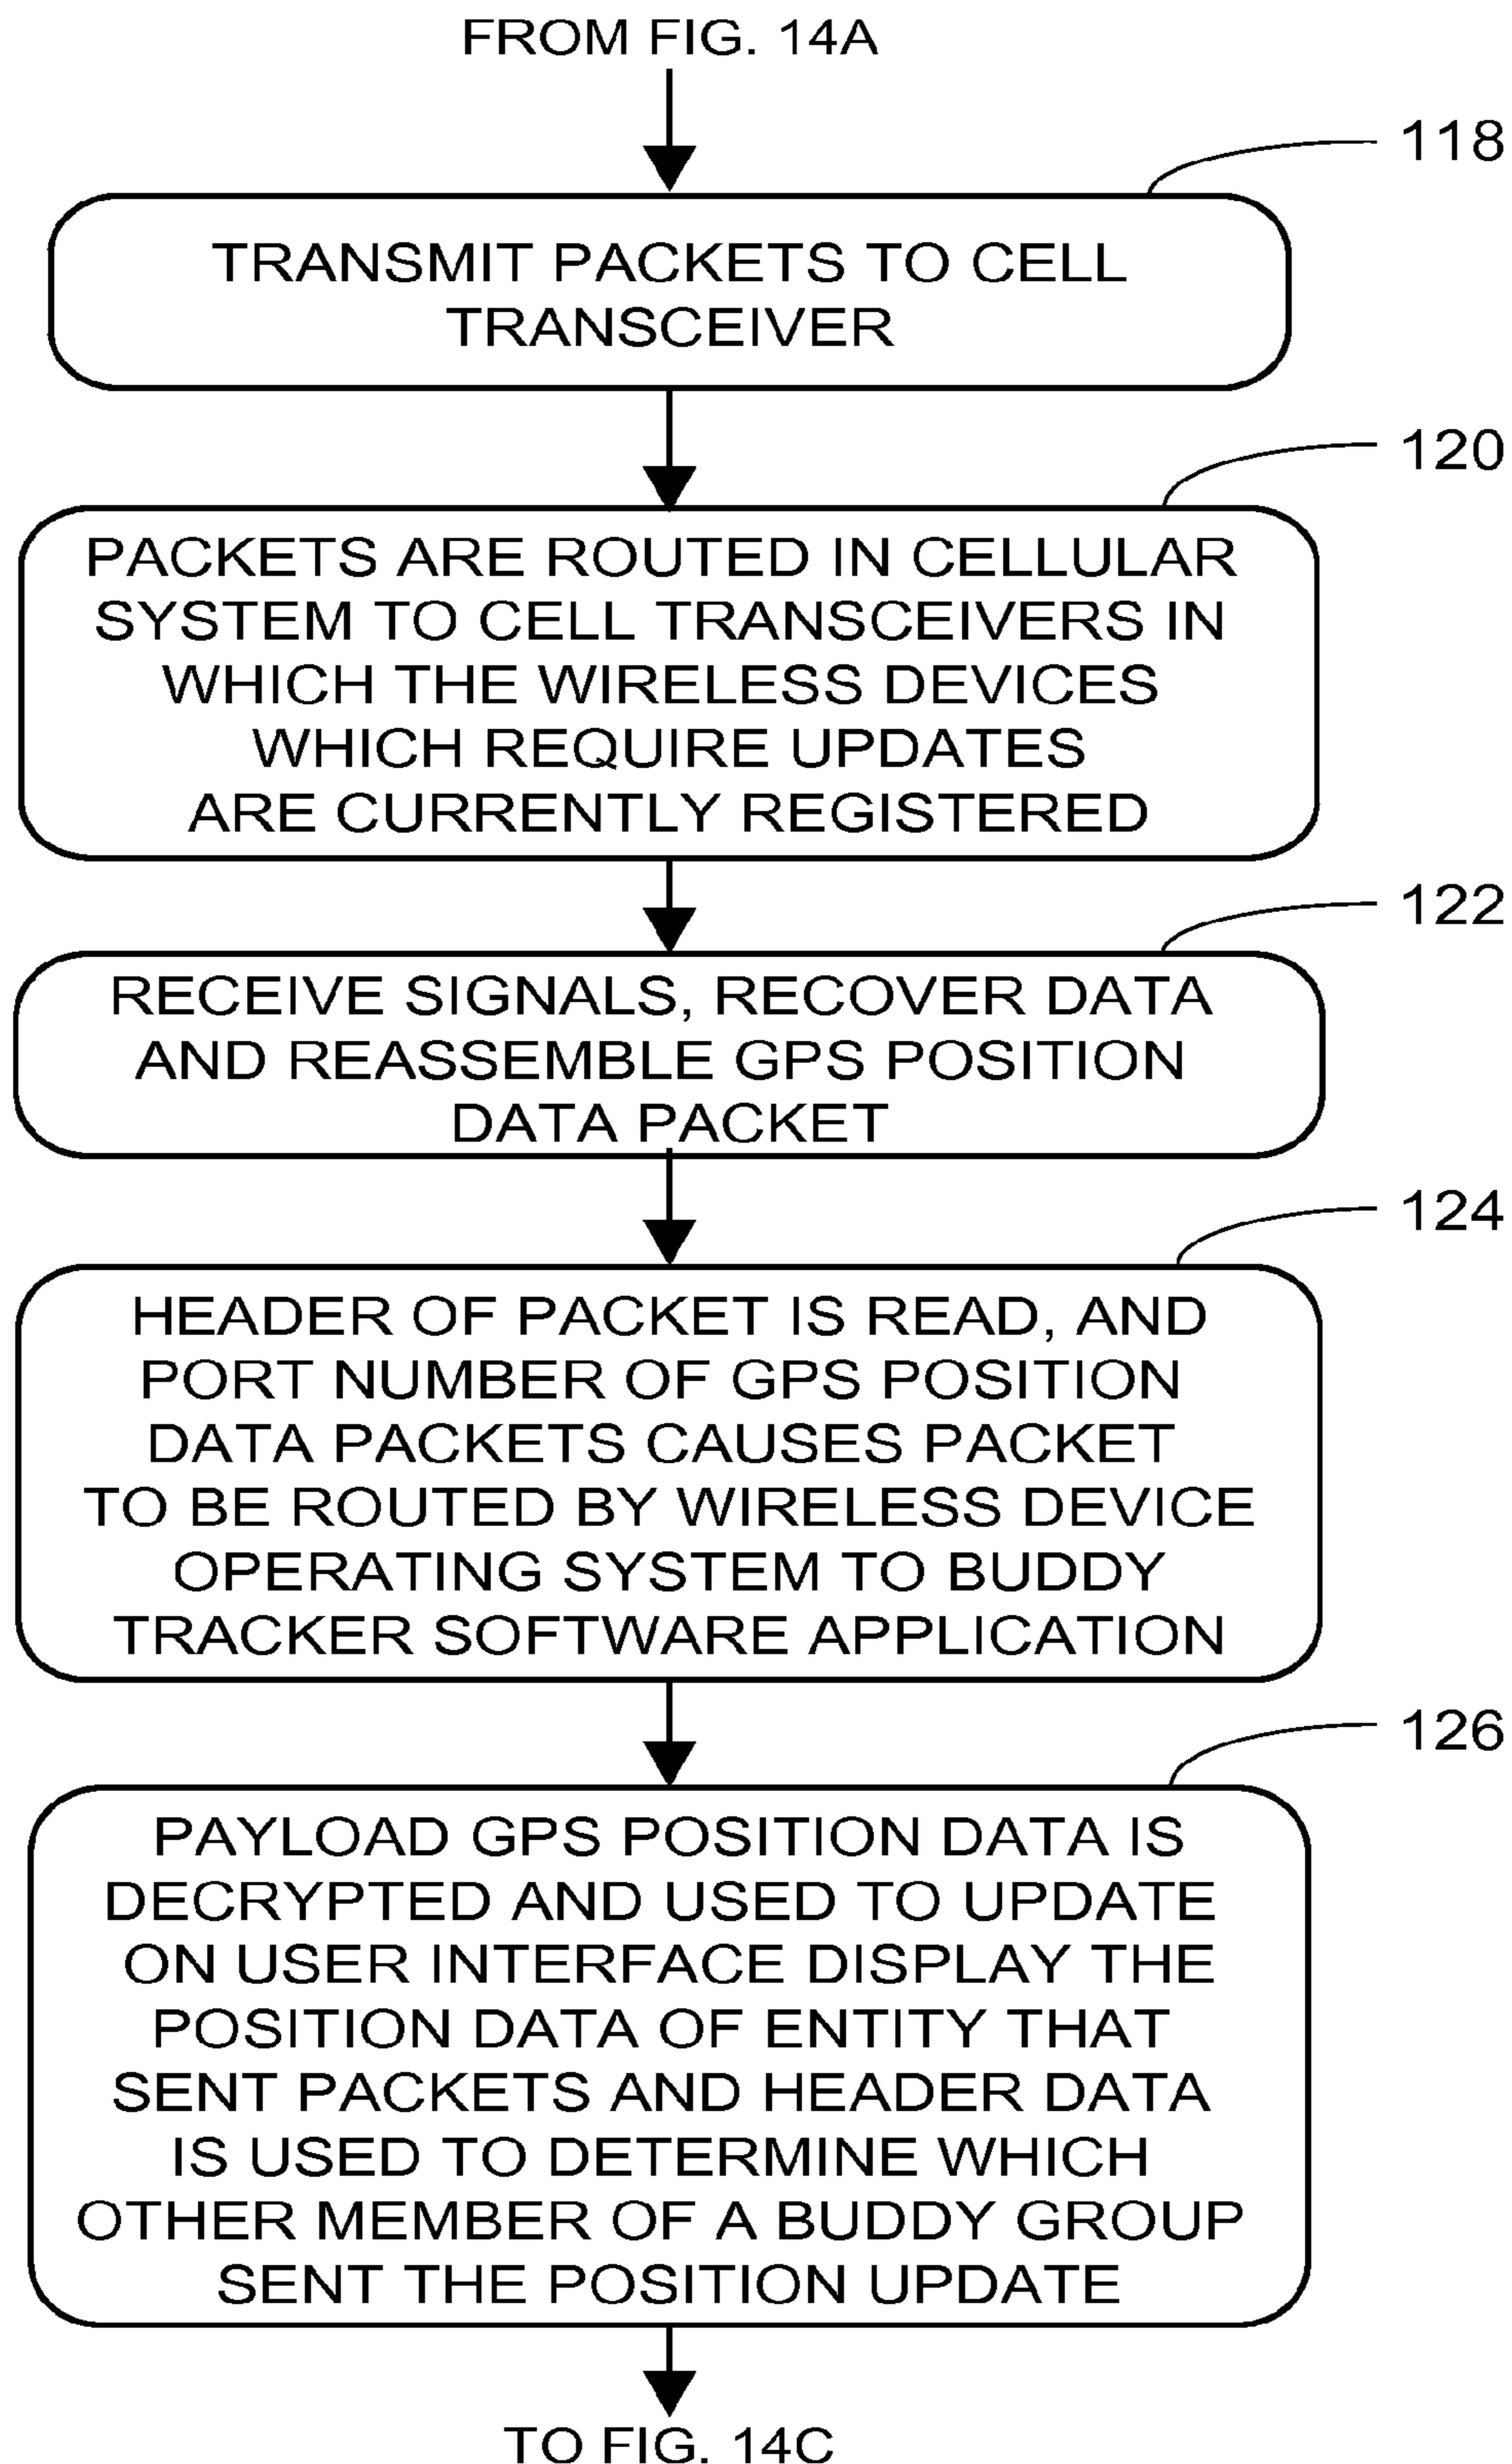 FROM FIG. 14A
118
TRANSMIT PACKETS TO CELL
TRANSCEIVER
120
PACKETS ARE ROUTED IN CELLULAR
SYSTEM TO CELL TRANSCEIVERS IN
WHICH THE WIRELESS DEVICES
WHICH REQUIRE UPDATES
ARE CURRENTLY REGISTERED
122
RECEIVE SIGNALS, RECOVER DATA
AND REASSEMBLE GPS POSITION
DATA PACKET
124
HEADER OF PACKET IS READ, AND
PORT NUMBER OF GPS POSITION
DATA PACKETS CAUSES PACKET
TO BE ROUTED BY WIRELESS DEVICE
OPERATING SYSTEM TO BUDDY
TRACKER SOFTWARE APPLICATION
126
PAYLOAD GPS POSITION DATA IS
DECRYPTED AND USED TO UPDATE
ON USER INTERFACE DISPLAY THE
POSITION DATA OF ENTITY THAT
SENT PACKETS AND HEADER DATA
IS USED TO DETERMINE WHICH
OTHER MEMBER OF A BUDDY GROUP
SENT THE POSITION UPDATE
TO FIG. 14C